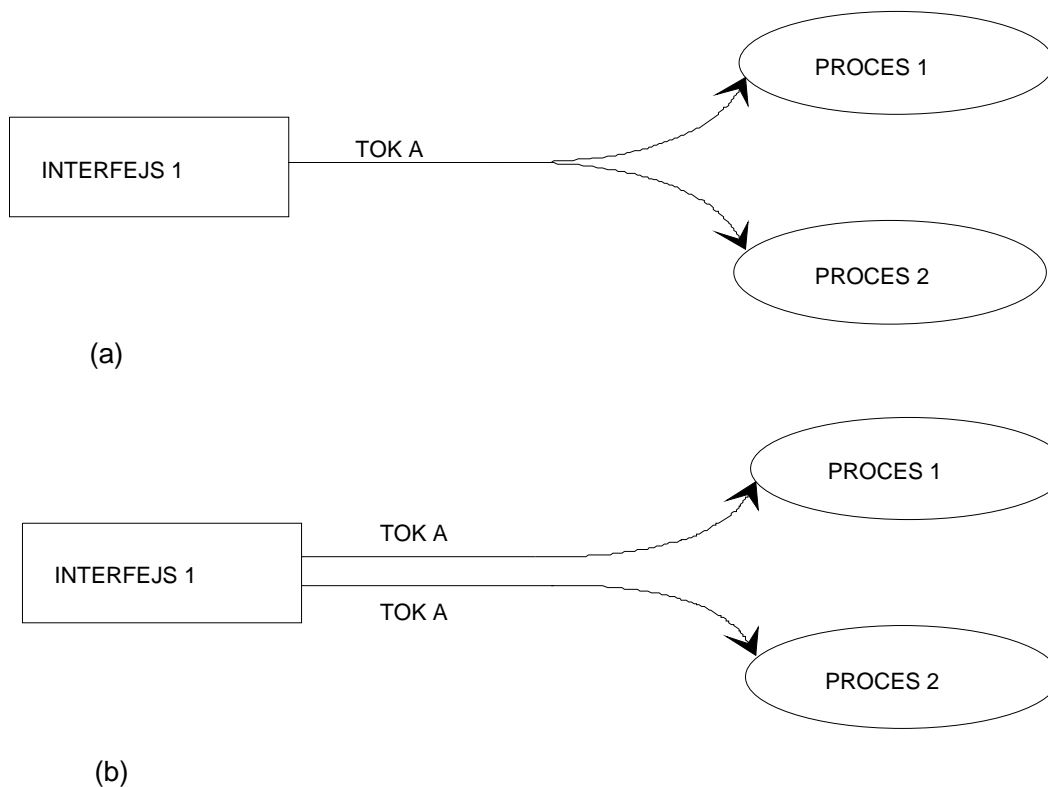 PROCES 1
TOK A
INTERFEJS 1
PROCES 2
(a)
PROCES 1
TOK A
INTERFEJS 1
TOK A
PROCES 2
(b)